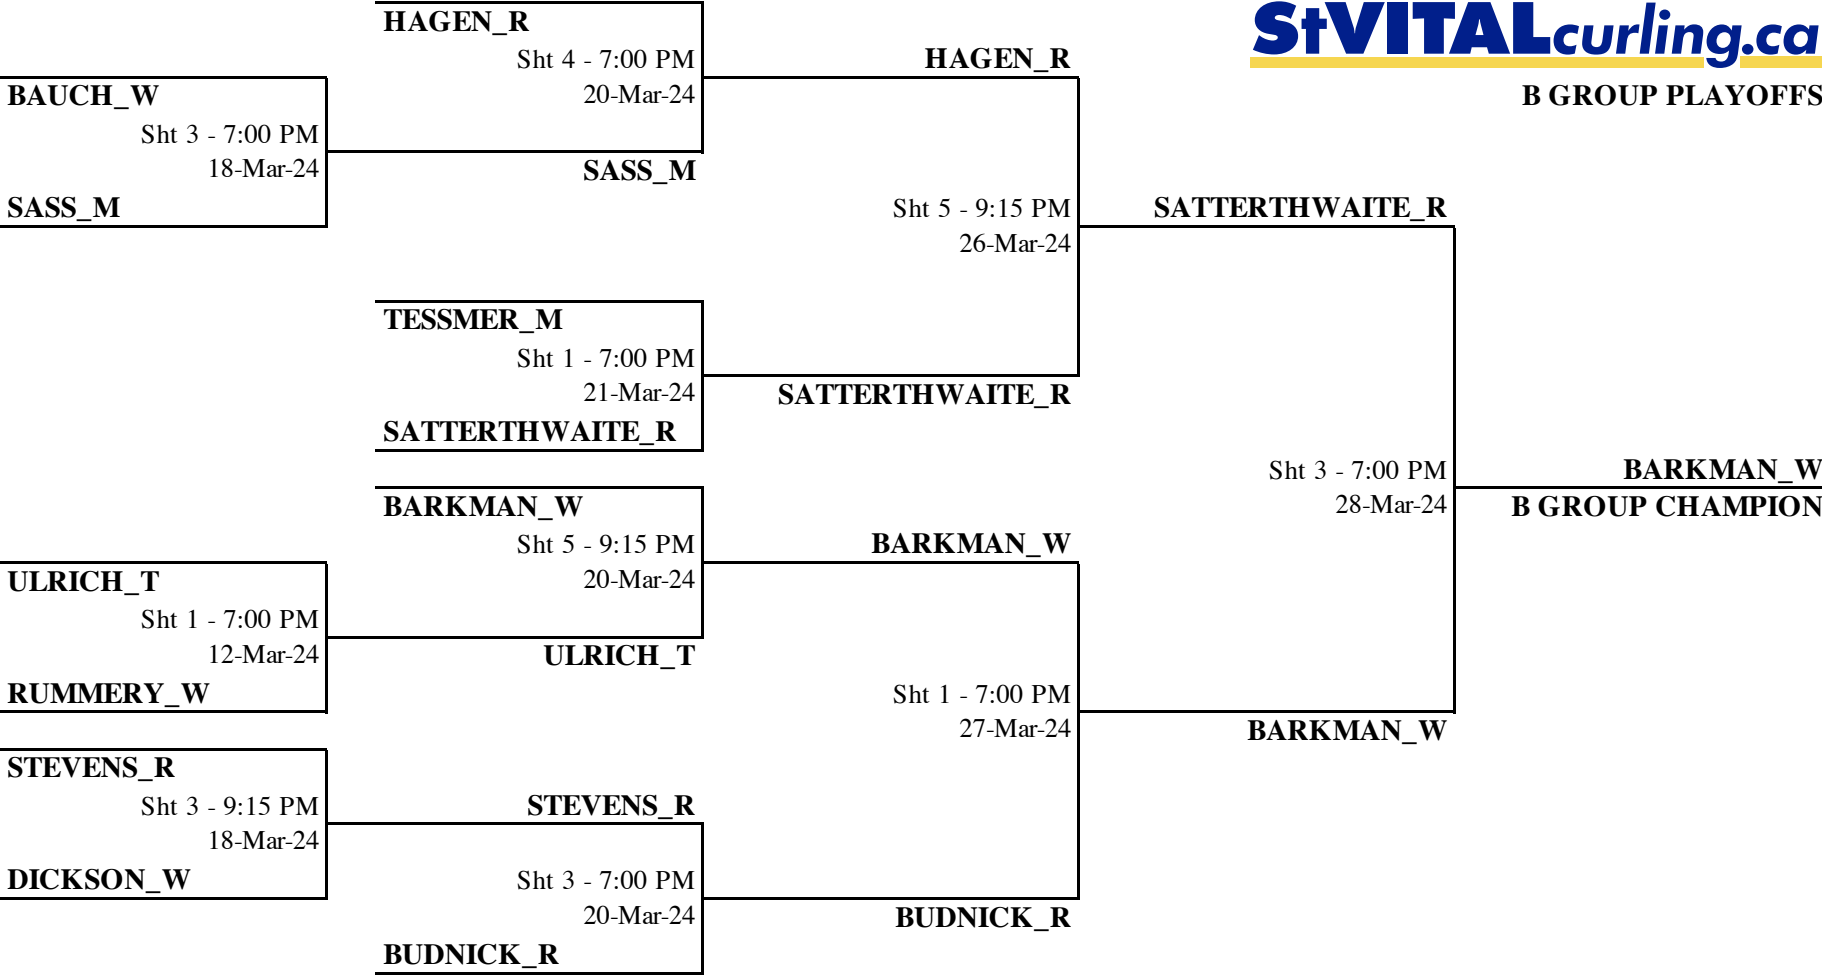 StVITALcurling.ca
B GROUP PLAYOFFS
BAUCH_W
Sht 3 - 7:00 PM
18-Mar-24
SASS_M
ULRICH_T
Sht 1 - 7:00 PM
12-Mar-24
RUMMERY_W
STEVENS_R
Sht 3 - 9:15 PM
18-Mar-24
DICKSON_W
HAGEN_R
Sht 4 - 7:00 PM
20-Mar-24
SASS_M
TESSMER_M
Sht 1 - 7:00 PM
21-Mar-24
SATTERTHWAITE_R
BARKMAN_W
Sht 5 - 9:15 PM
20-Mar-24
ULRICH_T
STEVENS_R
Sht 3 - 7:00 PM
20-Mar-24
BUDNICK_R
HAGEN_R
Sht 5 - 9:15 PM
26-Mar-24
SATTERTHWAITE_R
BARKMAN_W
Sht 1 - 7:00 PM
27-Mar-24
BUDNICK_R
SATTERTHWAITE_R
Sht 3 - 7:00 PM
28-Mar-24
BARKMAN_W
BARKMAN_W
B GROUP CHAMPION